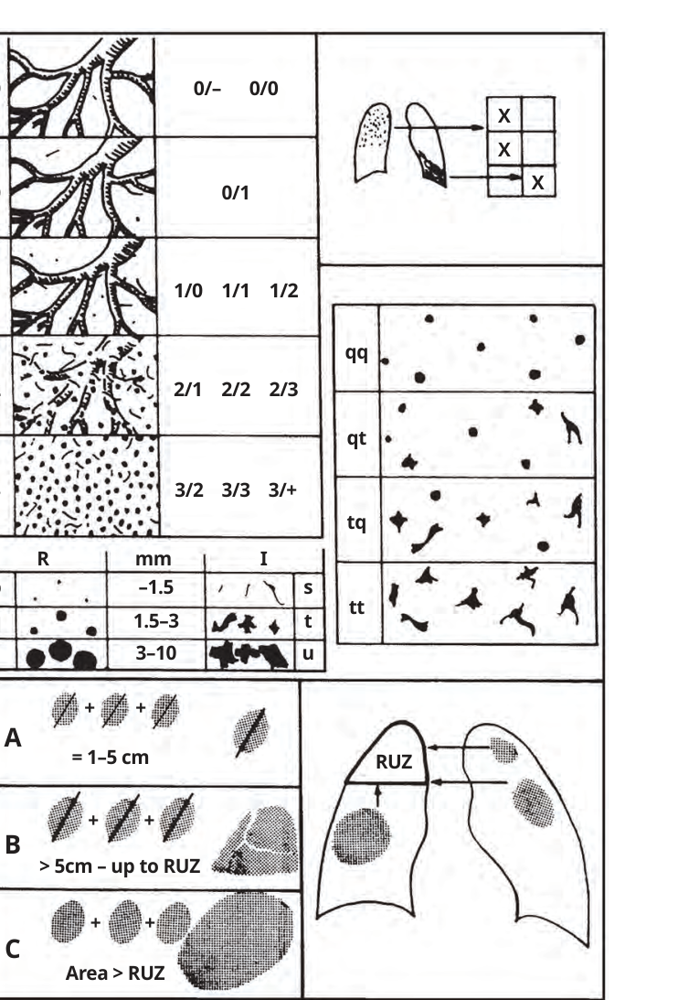 0/– 0/0
0/1
1/0 1/1 1/2
2/1 2/2 2/3
3/2 3/3 3/+
X
X
X
qq
qt
tq
tt
R mm I
–1.5 s
1.5–3 t
3–10 u
A
+ +
= 1–5 cm
B
+ +
> 5cm – up to RUZ
C
+ +
Area > RUZ
RUZ